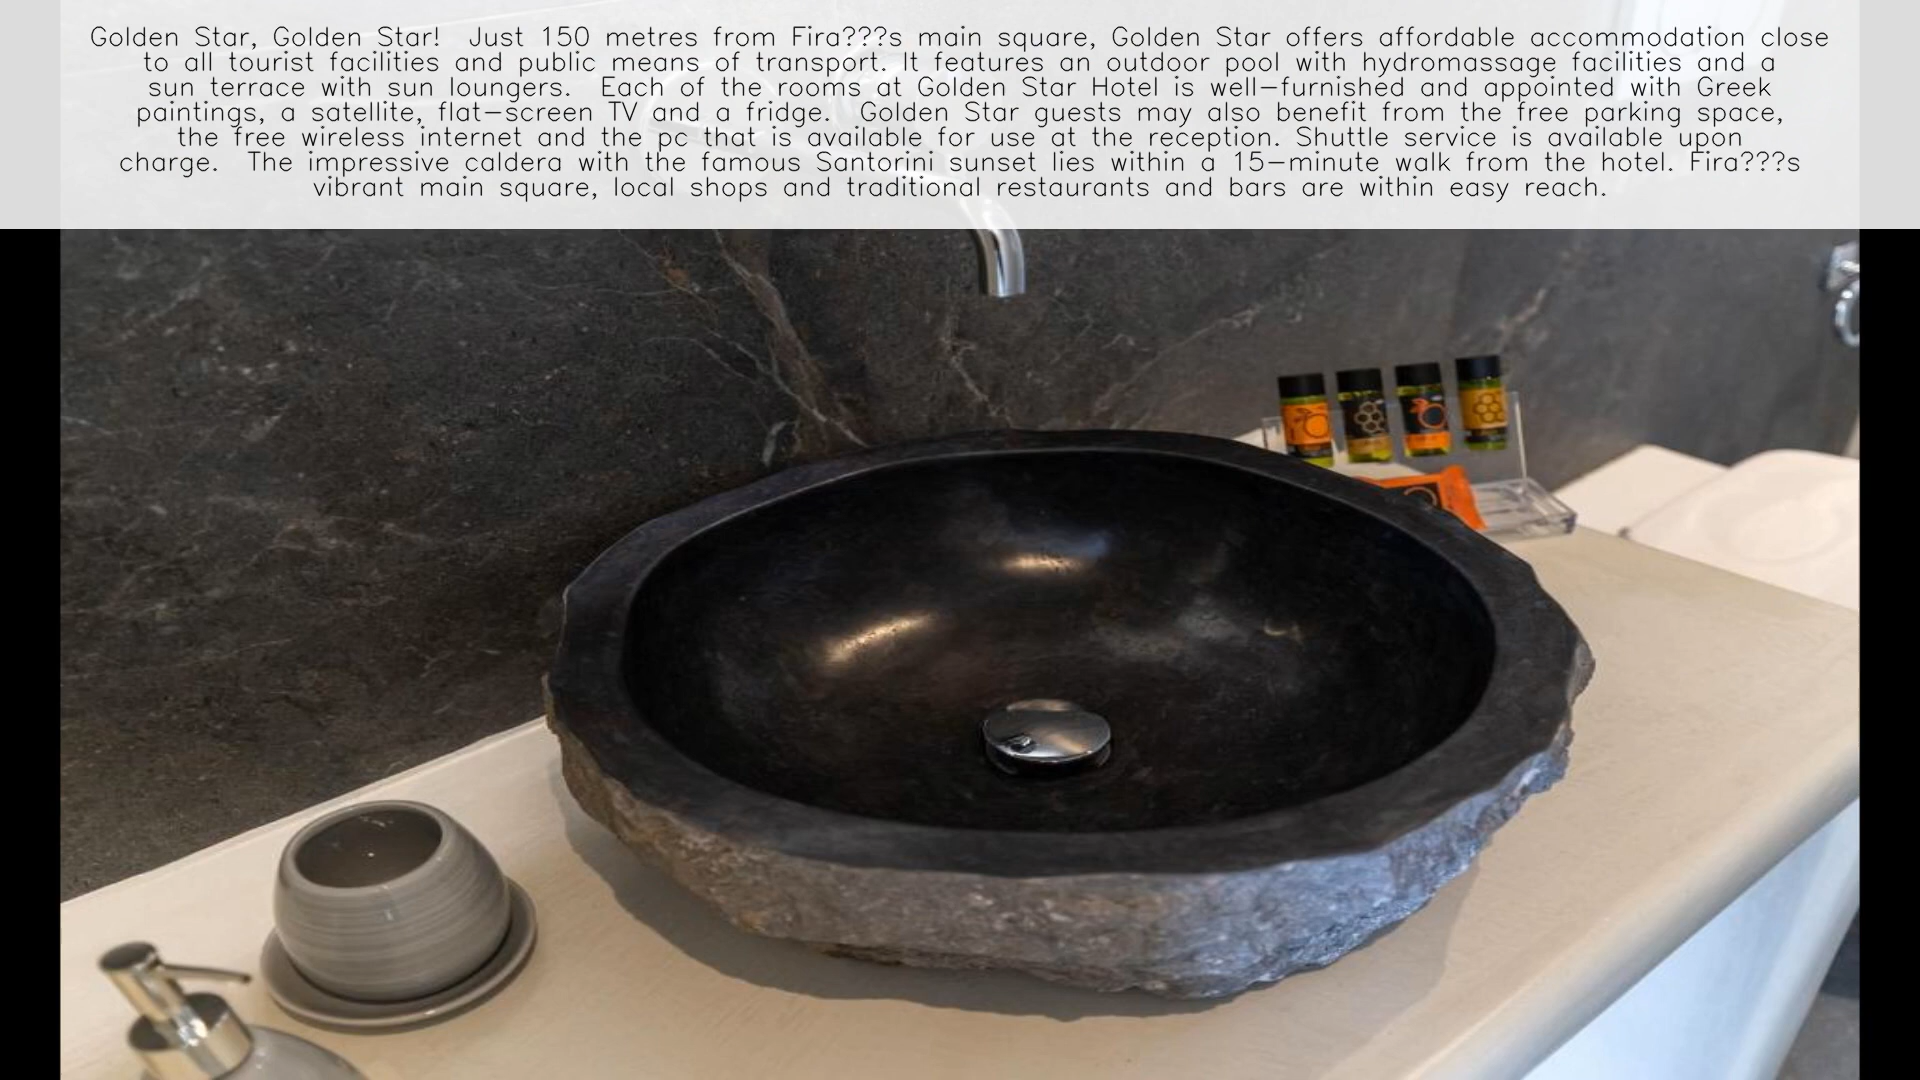 Golden Star, Golden Star!  Just 150 metres from Fira???s main square, Golden Star offers affordable accommodation close
to all tourist facilities and public means of transport. It features an outdoor pool with hydromassage facilities and a
sun terrace with sun loungers.  Each of the rooms at Golden Star Hotel is well-furnished and appointed with Greek
paintings, a satellite, flat-screen TV and a fridge.  Golden Star guests may also benefit from the free parking space,
the free wireless internet and the pc that is available for use at the reception. Shuttle service is available upon
charge.  The impressive caldera with the famous Santorini sunset lies within a 15-minute walk from the hotel. Fira???s
vibrant main square, local shops and traditional restaurants and bars are within easy reach.